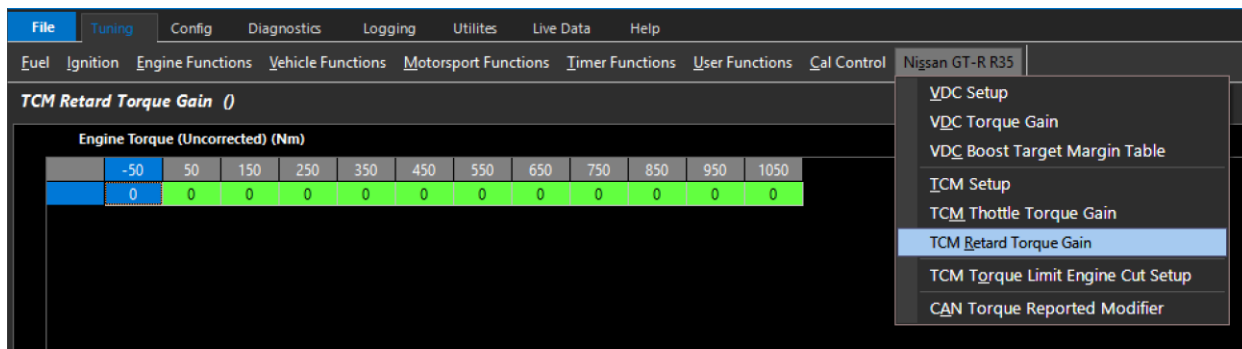 File Tuning Config Diagnostics Logging Utilites Live Data Help
Fuel Ignition Engine Functions Vehicle Functions Motorsport Functions Timer Functions User Functions Cal Control Nissan GT-R R35
TCM Retard Torque Gain ()
Engine Torque (Uncorrected) (Nm)
-50 50 150 250 350 450 550 650 750 850 950 1050
0 0 0 0 0 0 0 0 0 0 0 0
VDC Setup
VDC Torque Gain
VDC Boost Target Margin Table
TCM Setup
TCM Thottle Torque Gain
TCM Retard Torque Gain
TCM Torque Limit Engine Cut Setup
CAN Torque Reported Modifier